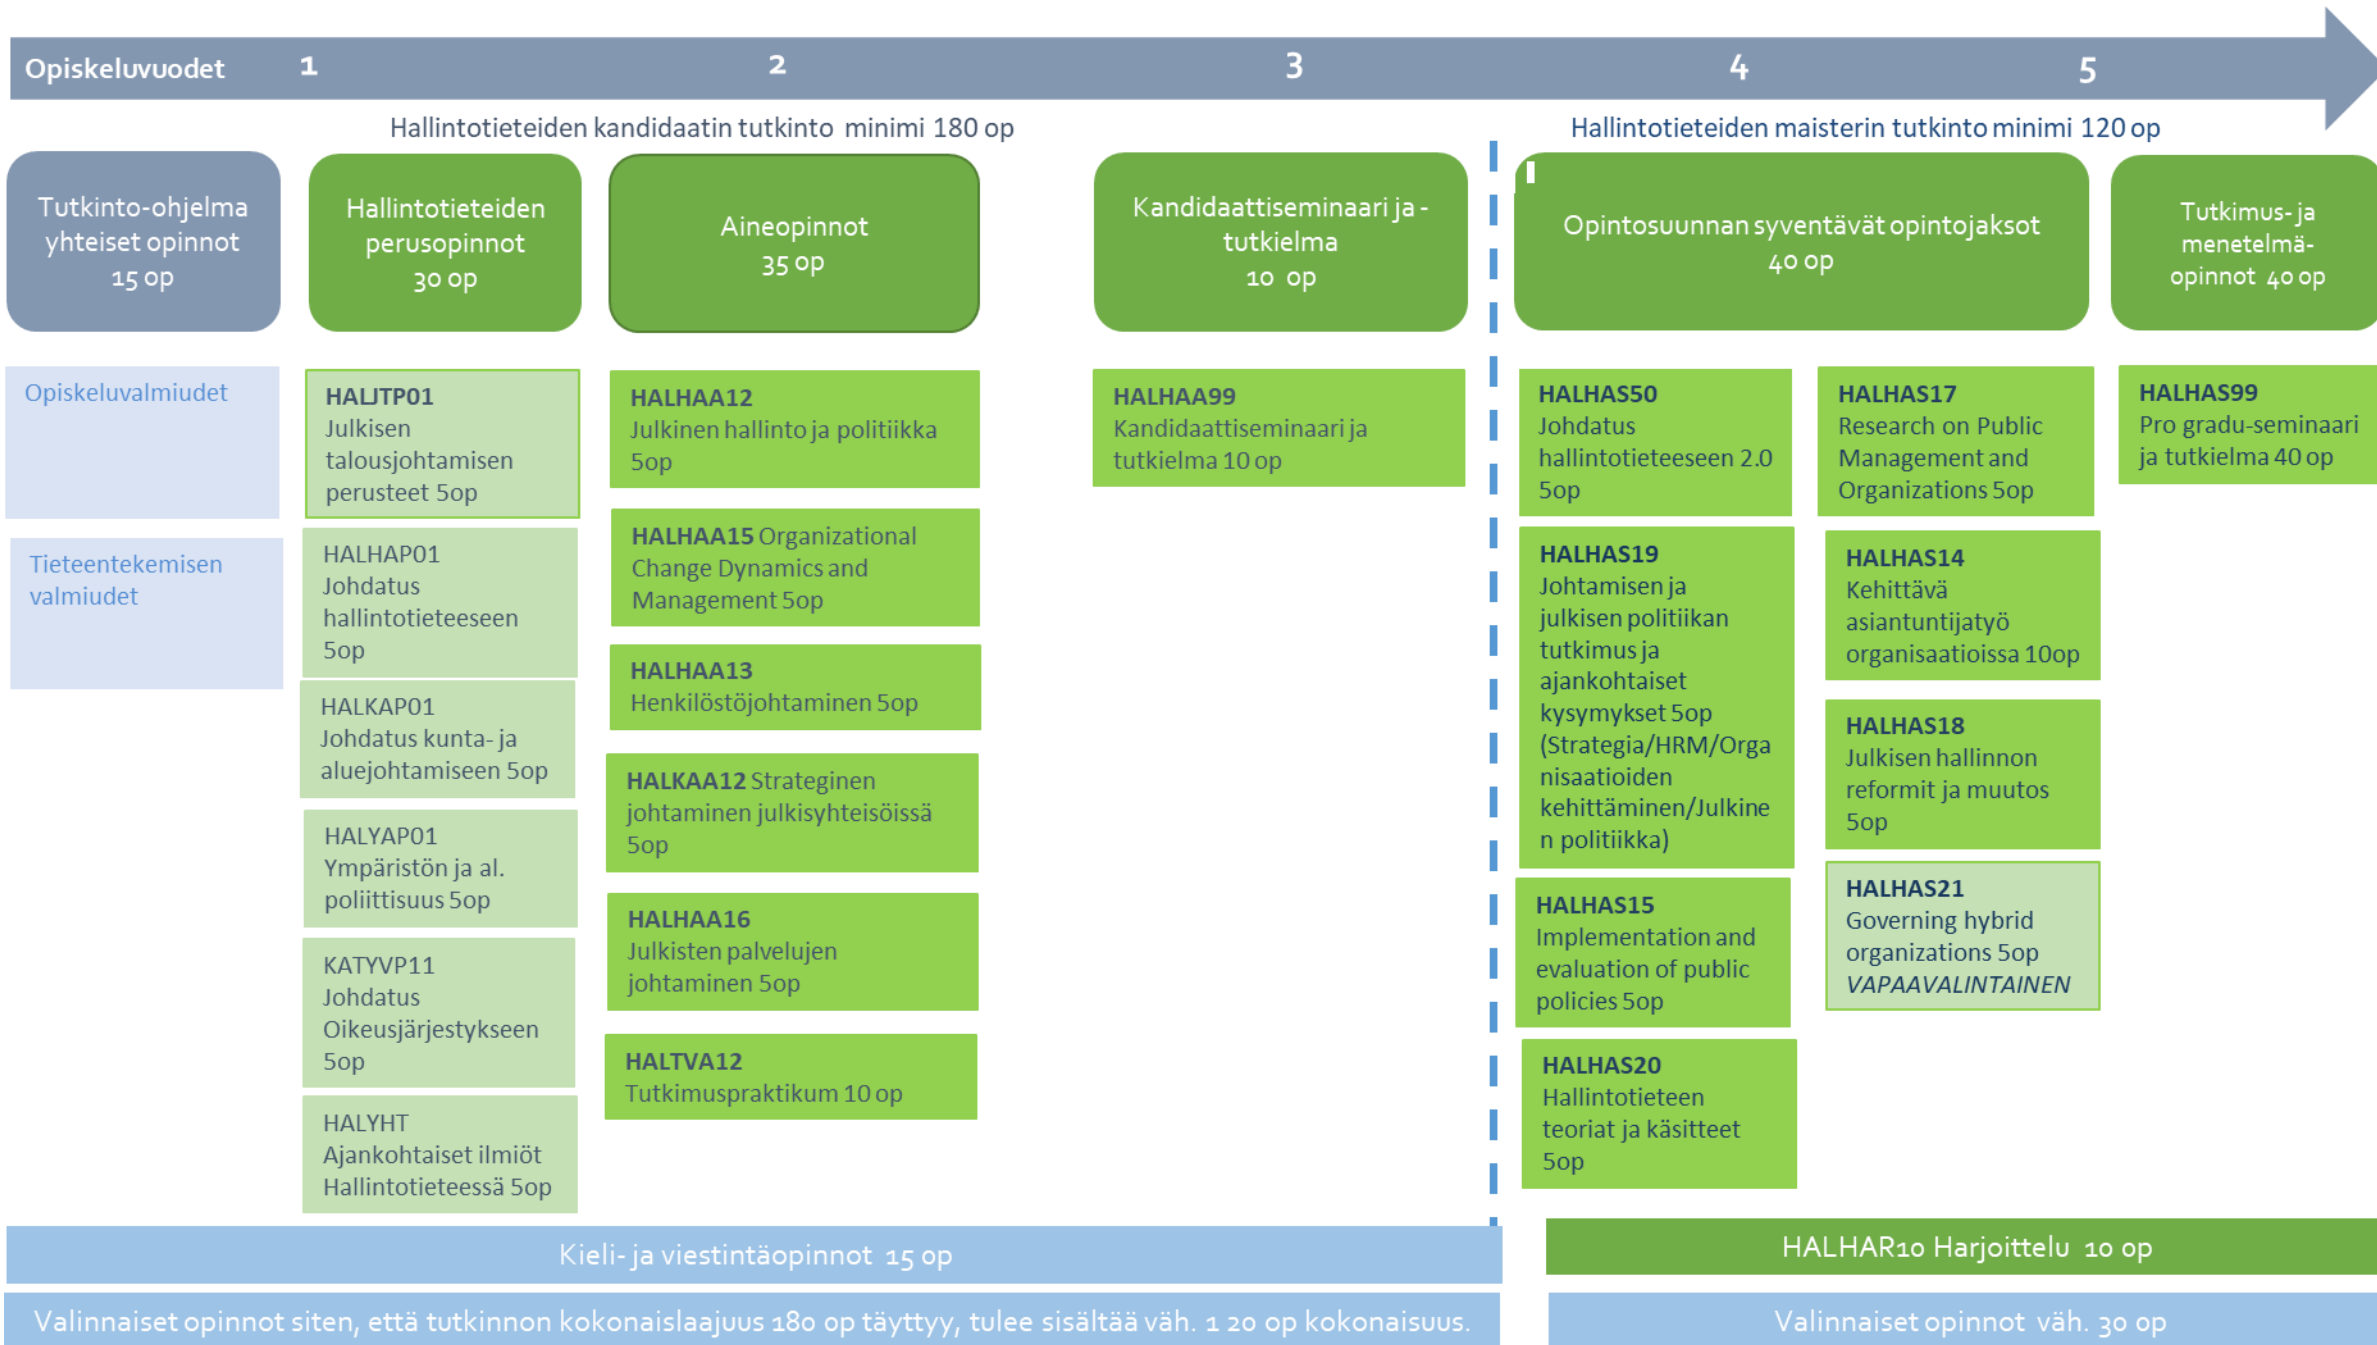 Opiskeluvuodet 1 2 3 4 5
Hallintotieteiden kandidaatin tutkinto minimi 180 op
Hallintotieteiden maisterin tutkinto minimi 120 op
Tutkinto-ohjelma
yhteiset opinnot
15 op
Hallintotieteiden
perusopinnot
30 op
Aineopinnot
35 op
Kandidaattiseminaari ja -
tutkielma
10 op
Opintosuunnan syventävät opintojaksot
40 op
Tutkimus- ja
menetelmä-
opinnot 40 op
Opiskeluvalmiudet
Tieteentekemisen
valmiudet
HALJTP01
Julkisen
talousjohtamisen
perusteet 5op
HALHAP01
Johdatus
hallintotieteeseen
5op
HALKAP01
Johdatus kunta- ja
aluejohtamiseen 5op
HALYAP01
Ympäristön ja al.
poliittisuus 5op
KATYVP11
Johdatus
Oikeusjärjestykseen
5op
HALYHT
Ajankohtaiset ilmiöt
Hallintotieteessä 5op
HALHAA12
Julkinen hallinto ja politiikka
5op
HALHAA15 Organizational
Change Dynamics and
Management 5op
HALHAA13
Henkilöstöjohtaminen 5op
HALKAA12 Strateginen
johtaminen julkisyhteisöissä
5op
HALHAA16
Julkisten palvelujen
johtaminen 5op
HALTVA12
Tutkimuspraktikum 10 op
HALHAA99
Kandidaattiseminaari ja
tutkielma 10 op
HALHAS50
Johdatus
hallintotieteeseen 2.0
5op
HALHAS19
Johtamisen ja
julkisen politiikan
tutkimus ja
ajankohtaiset
kysymykset 5op
(Strategia/HRM/Orga
nisaatioiden
kehittäminen/Julkine
n politiikka)
HALHAS15
Implementation and
evaluation of public
policies 5op
HALHAS20
Hallintotieteen
teoriat ja käsitteet
5op
HALHAS17
Research on Public
Management and
Organizations 5op
HALHAS14
Kehittävä
asiantuntijatyö
organisaatioissa 10op
HALHAS18
Julkisen hallinnon
reformit ja muutos
5op
HALHAS21
Governing hybrid
organizations 5op
VAPAAVALINTAINEN
HALHAS99
Pro gradu-seminaari
ja tutkielma 40 op
Kieli- ja viestintäopinnot 15 op
HALHAR10 Harjoittelu 10 op
Valinnaiset opinnot siten, että tutkinnon kokonaislaajuus 180 op täyttyy, tulee sisältää väh. 1 20 op kokonaisuus.
Valinnaiset opinnot väh. 30 op